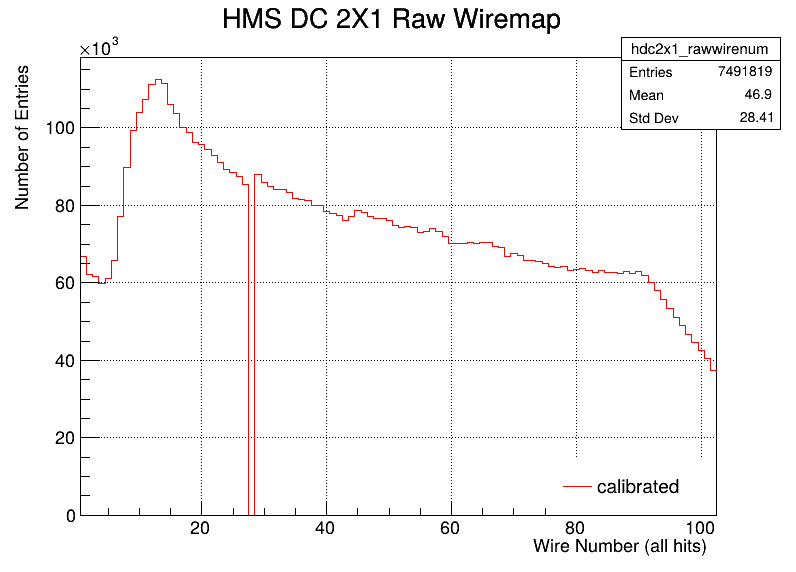 HMS DC 2X1 Raw Wiremap
×10³
hdc2x1_rawwirenum
Entries 7491819
Mean 46.9
Std Dev 28.41
Number of Entries
100
80
60
40
20
0
20 40 60 80 100
Wire Number (all hits)
calibrated